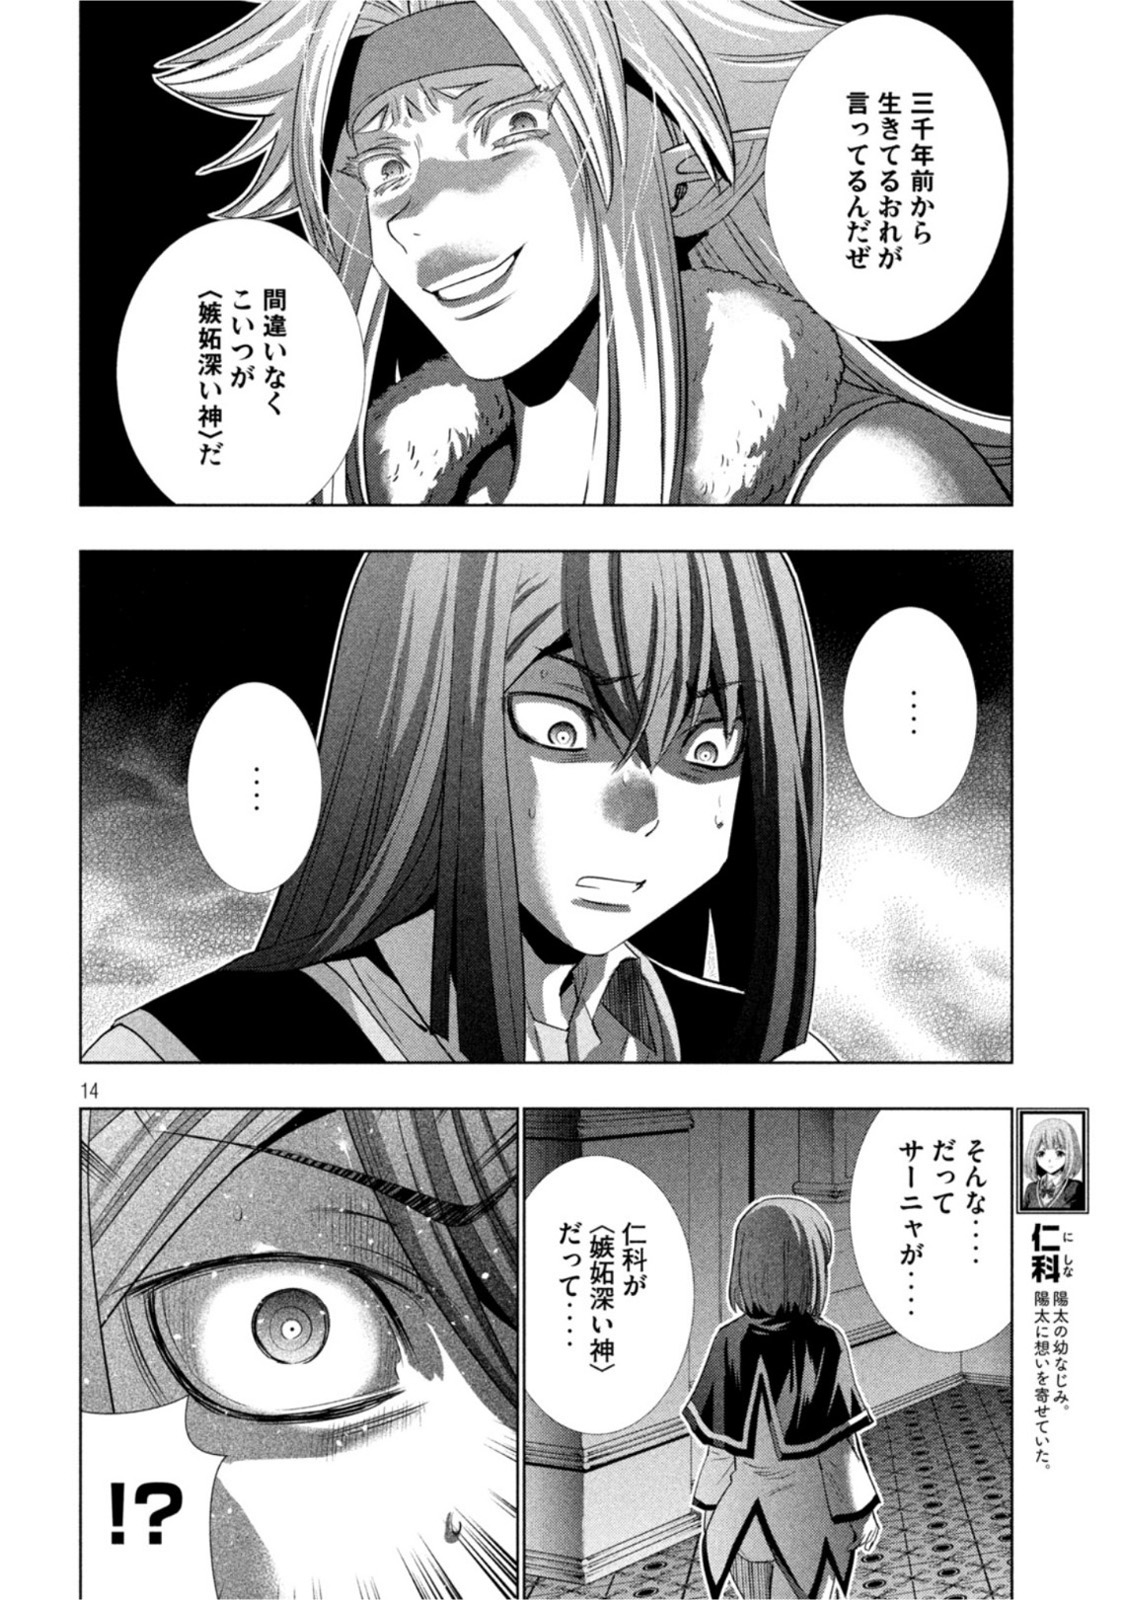 三千年前から
生きてるおれが
言ってるんだぜ
間違いなく
こいつが
〈嫉妬深い神〉だ
‥‥
‥‥
14
そんな‥‥
だって
サーニャが‥‥
仁科が
〈嫉妬深い神〉
だって‥‥
!?
仁科
にしな
陽太の幼なじみ。
陽太に想いを寄せていた。